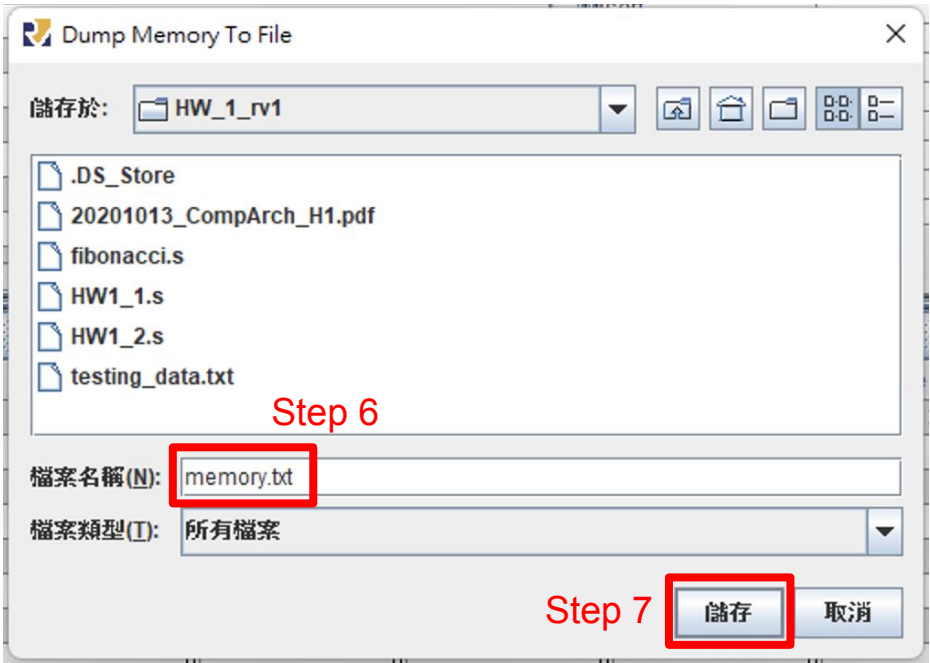 Dump Memory To File
儲存於: HW_1_rv1
.DS_Store
20201013_CompArch_H1.pdf
fibonacci.s
HW1_1.s
HW1_2.s
testing_data.txt
Step 6
檔案名稱(N): memory.txt
檔案類型(T): 所有檔案
Step 7 儲存 取消